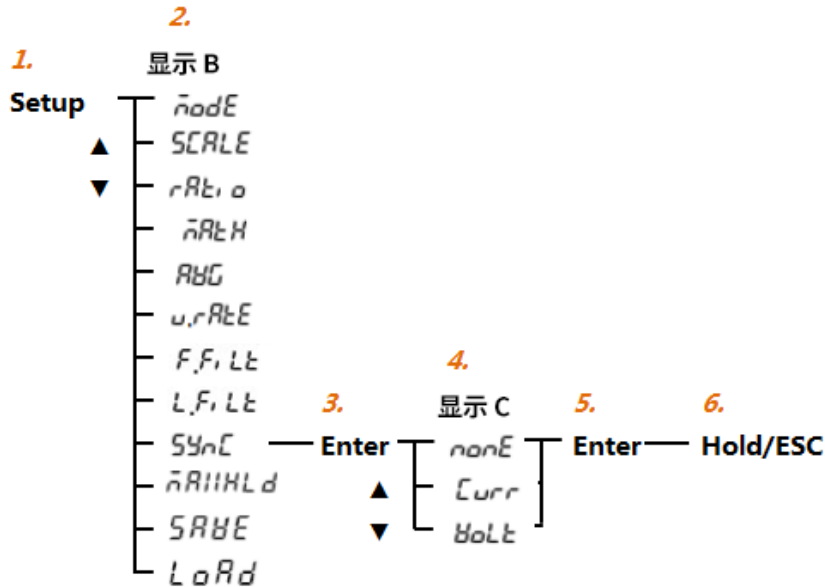 2.
1.
显示 B
Setup
modE
▲ SCALE
▼ rAtio
mAtH
AVG
u.rAtE
F.FiLt
4.
L.FiLt
3.
显示 C
5.
6.
SYnC
Enter
nonE
Enter
Hold/ESC
mAXHLd
▲ Curr
SAVE
▼ VoLt
LoAd